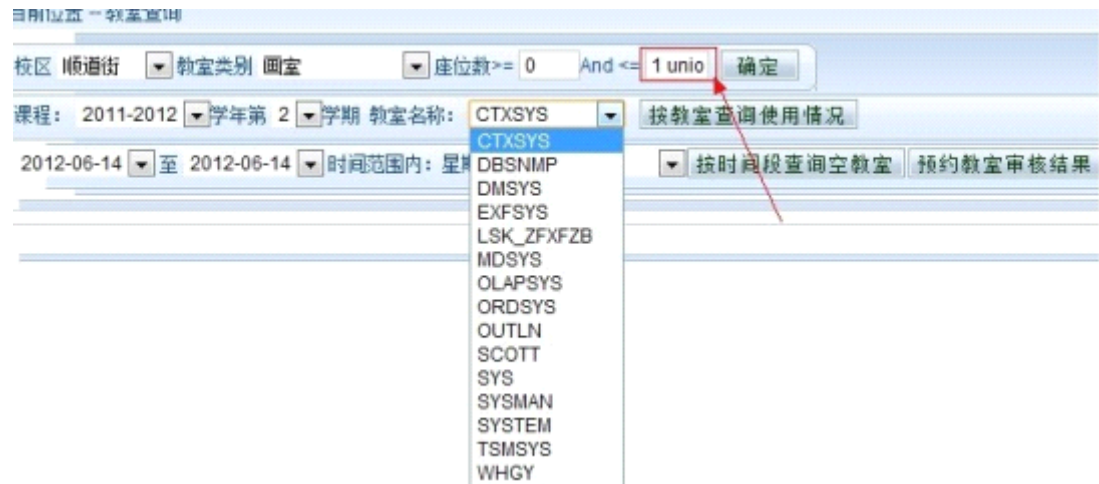 目前位置 -- 教室查询
校区 顺道街 教室类别 画室 座位数>= 0 And <= 1 unio 确定
课程： 2011-2012 学年第 2 学期 教室名称： CTXSYS 按教室查询使用情况
CTXSYS
2012-06-14 至 2012-06-14 时间范围内：星期 按时间段查询空教室 预约教室审核结果
DBSNMP
DMSYS
EXFSYS
LSK_ZFXFZB
MDSYS
OLAPSYS
ORDSYS
OUTLN
SCOTT
SYS
SYSMAN
SYSTEM
TSMSYS
WHGY